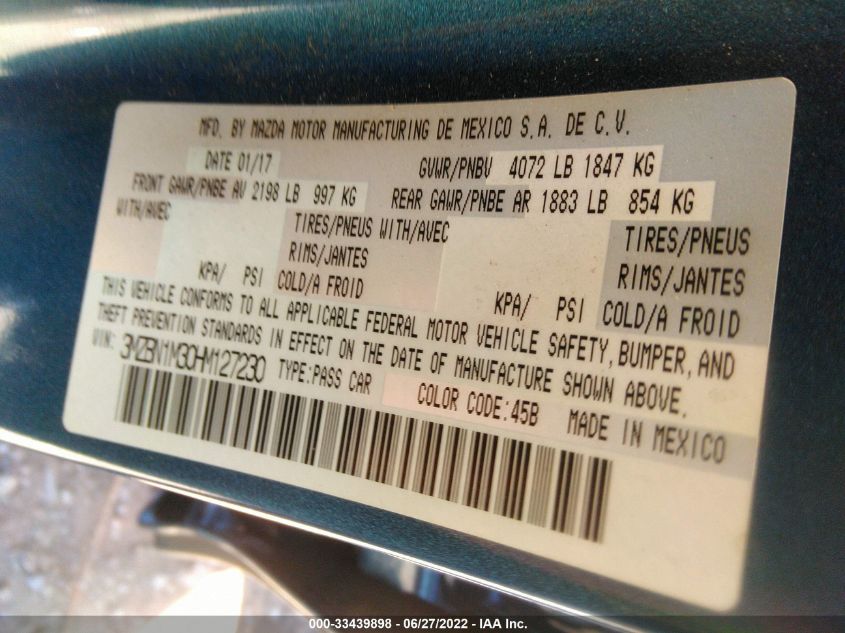 MFD. BY MAZDA MOTOR MANUFACTURING DE MEXICO S.A. DE C.V.
DATE 01/17 GVWR/PNBV 4072 LB 1847 KG
FRONT GAWR/PNBE AV 2198 LB 997 KG REAR GAWR/PNBE AR 1883 LB 854 KG
WITH/AVEC TIRES/PNEUS WITH/AVEC TIRES/PNEUS
RIMS/JANTES RIMS/JANTES
KPA/ PSI COLD/A FROID KPA/ PSI COLD/A FROID
THIS VEHICLE CONFORMS TO ALL APPLICABLE FEDERAL MOTOR VEHICLE SAFETY, BUMPER, AND
THEFT PREVENTION STANDARDS IN EFFECT ON THE DATE OF MANUFACTURE SHOWN ABOVE.
VIN: 3MZBN1M30HM127230 TYPE:PASS CAR COLOR CODE:45B MADE IN MEXICO
000-33439898 - 06/27/2022 - IAA Inc.